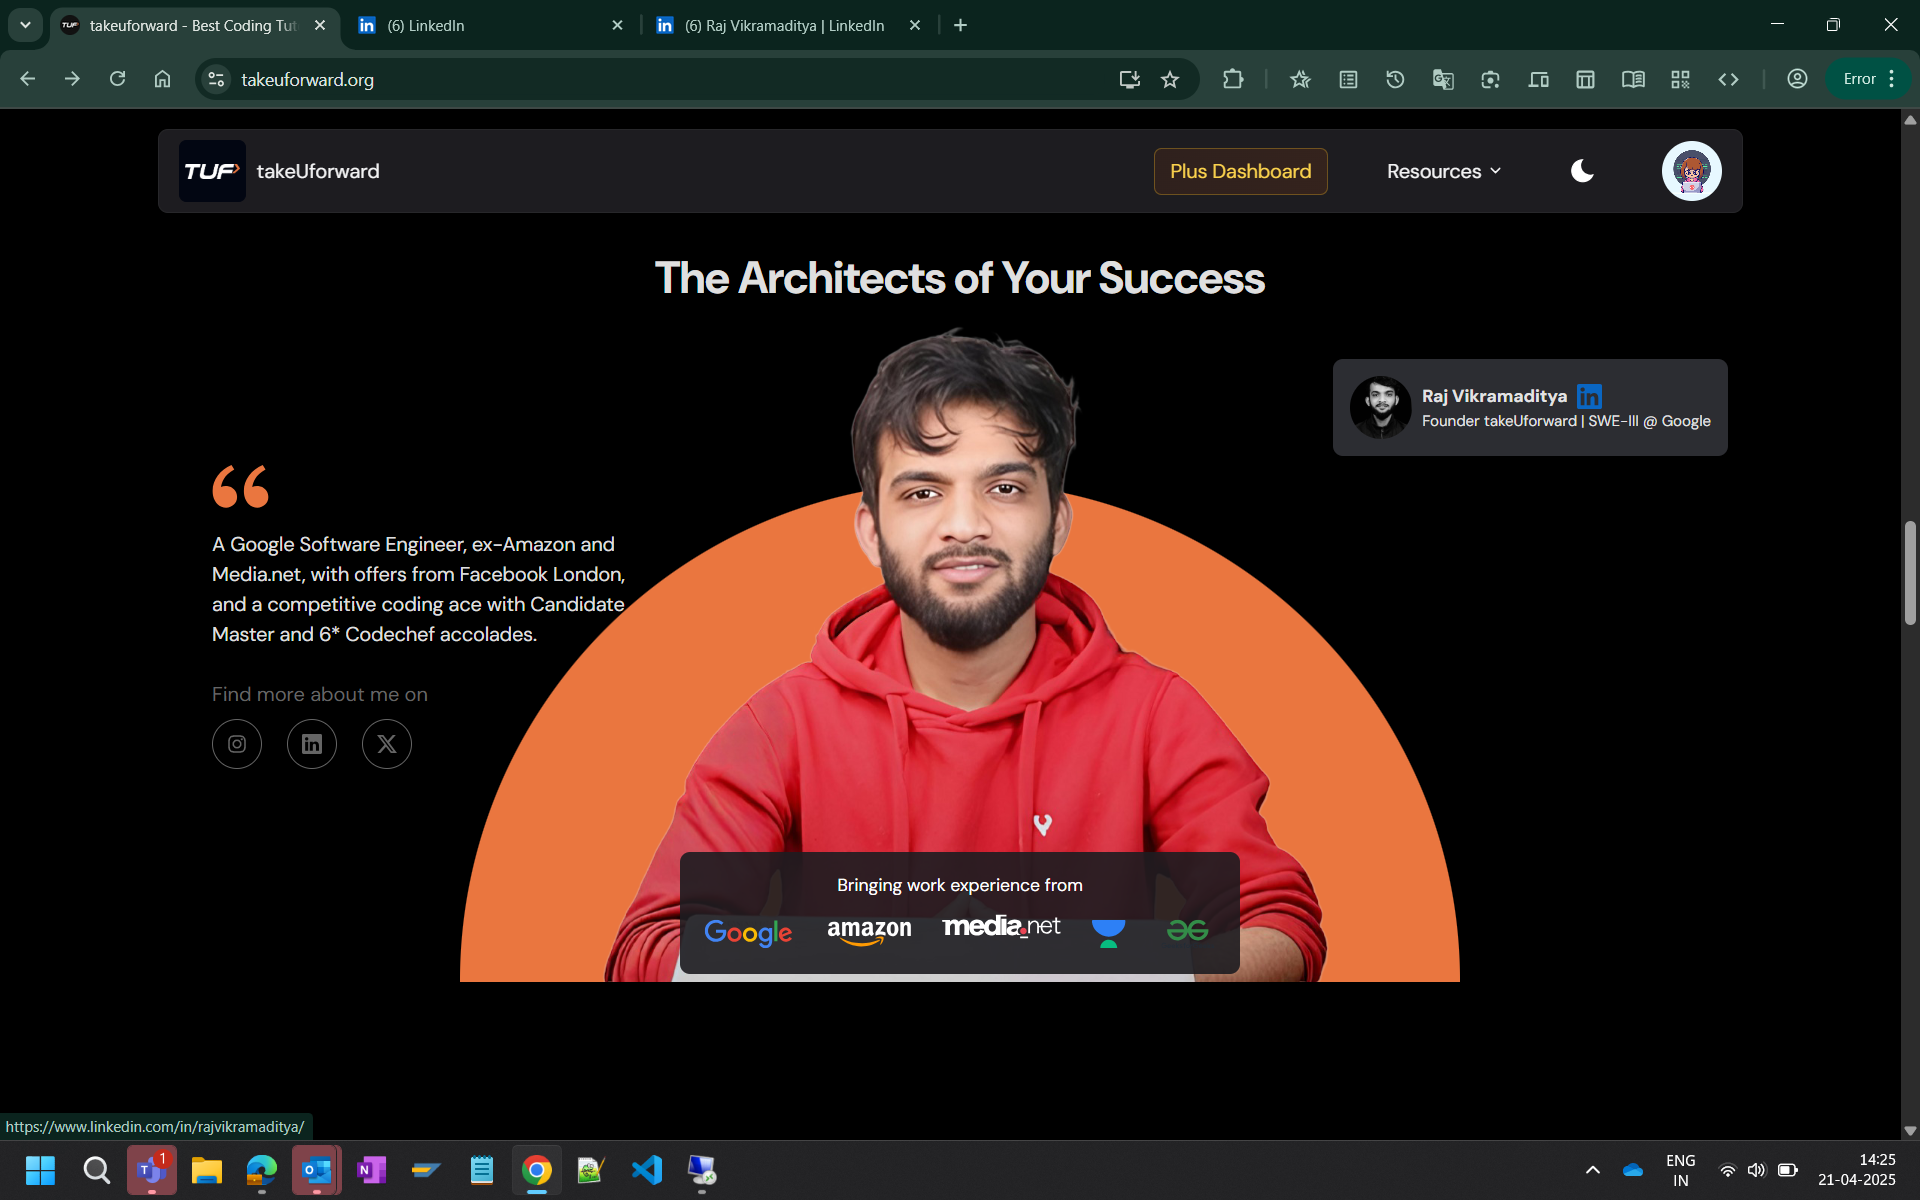 takeuforward - Best Coding Tut
(6) LinkedIn
(6) Raj Vikramaditya | LinkedIn
takeuforward.org
Error
TUF
takeUforward
Plus Dashboard
Resources
The Architects of Your Success
Raj Vikramaditya
Founder takeUforward | SWE-III @ Google
A Google Software Engineer, ex-Amazon and
Media.net, with offers from Facebook London,
and a competitive coding ace with Candidate
Master and 6* Codechef accolades.
Find more about me on
Bringing work experience from
Google
amazon
media.net
https://www.linkedin.com/in/rajvikramaditya/
1
ENG
IN
14:25
21-04-2025